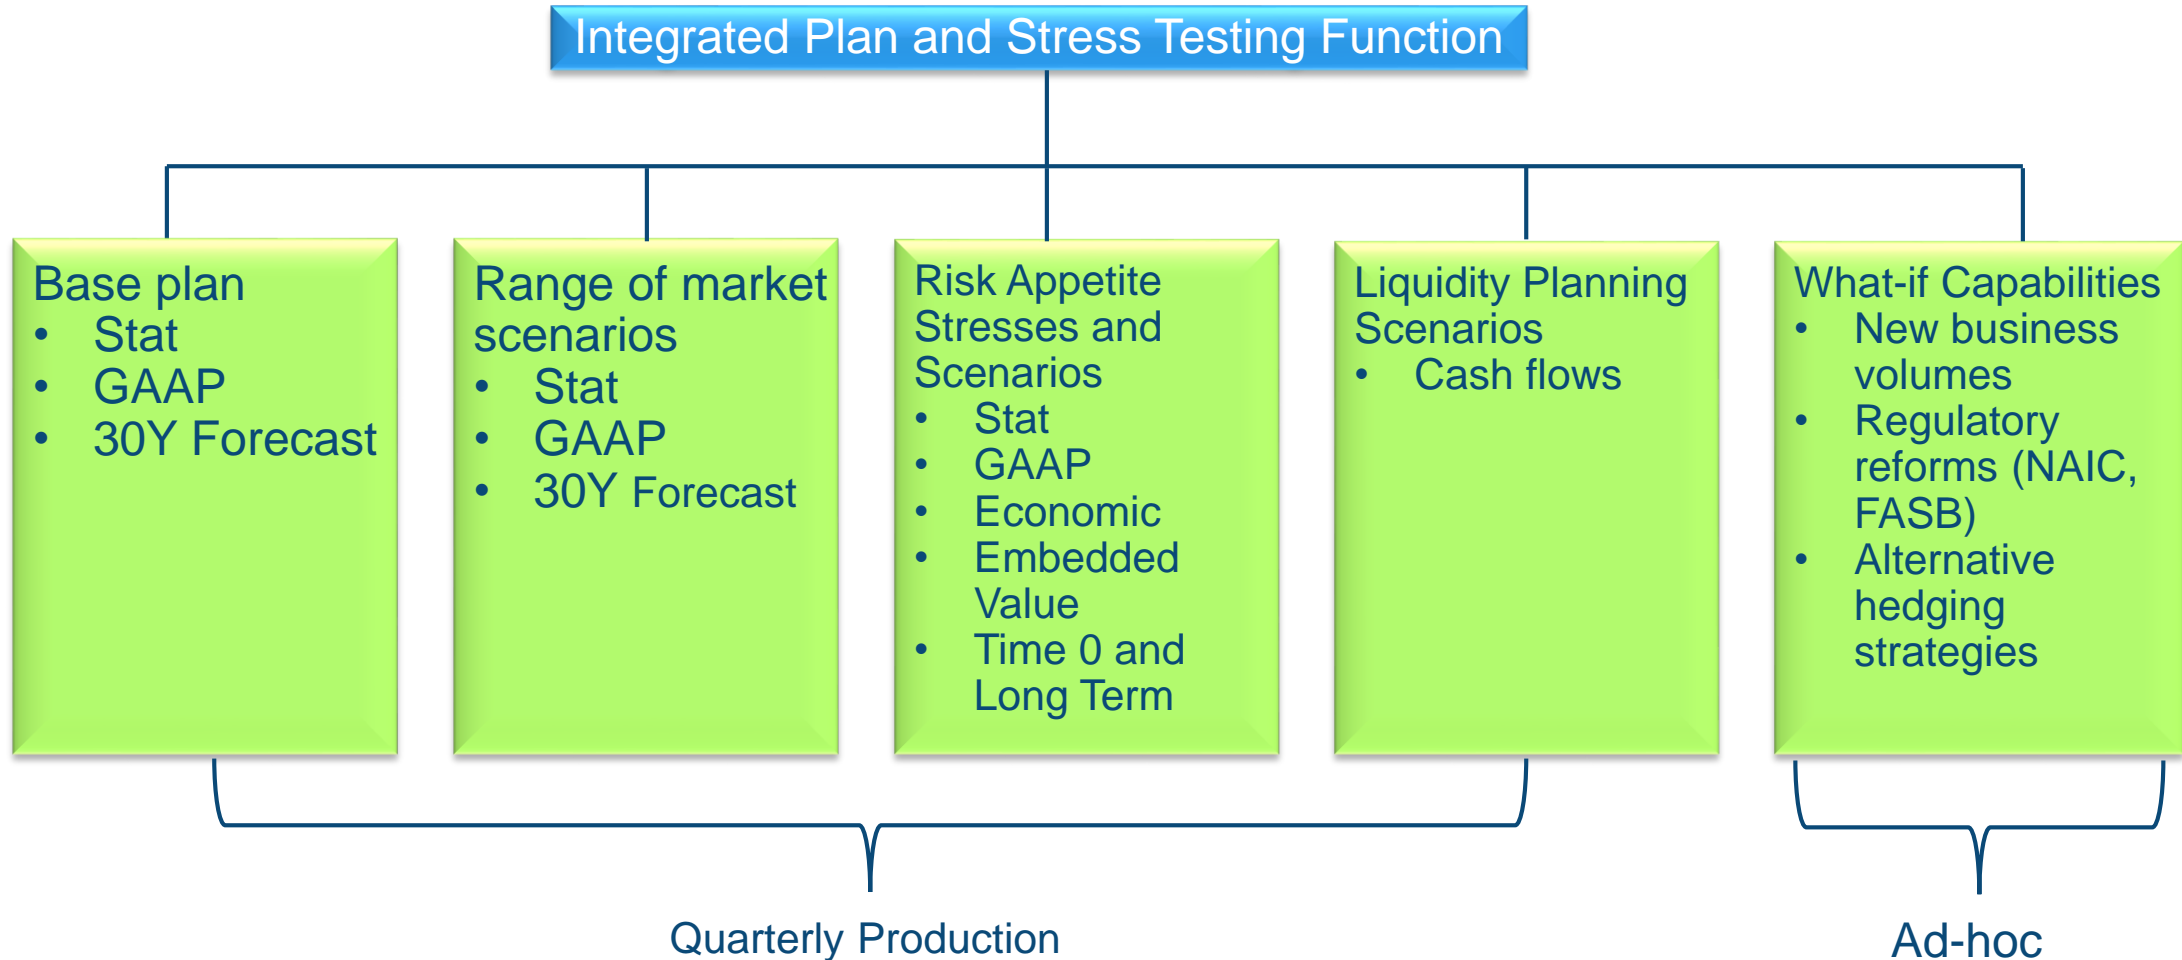 Integrated Plan and Stress Testing Function
Base plan
• Stat
• GAAP
• 30Y Forecast
Range of market
scenarios
• Stat
• GAAP
• 30Y Forecast
Risk Appetite
Stresses and
Scenarios
• Stat
• GAAP
• Economic
• Embedded
Value
• Time 0 and
Long Term
Liquidity Planning
Scenarios
• Cash flows
What-if Capabilities
• New business
volumes
• Regulatory
reforms (NAIC,
FASB)
• Alternative
hedging
strategies
Quarterly Production
Ad-hoc